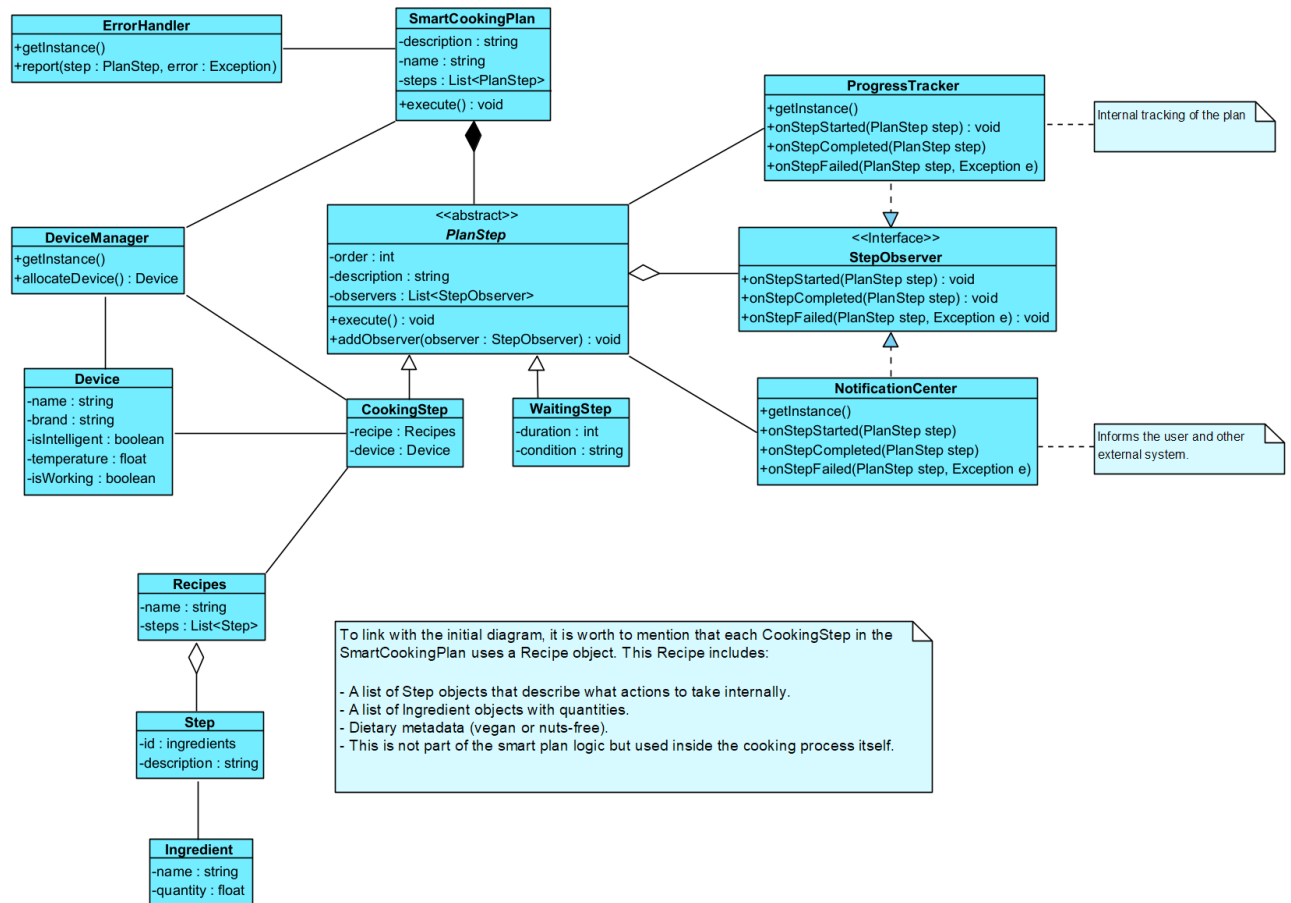 ErrorHandler
+getInstance()
+report(step : PlanStep, error : Exception)
SmartCookingPlan
-description : string
-name : string
-steps : List<PlanStep>
+execute() : void
ProgressTracker
+getInstance()
+onStepStarted(PlanStep step) : void
+onStepCompleted(PlanStep step)
+onStepFailed(PlanStep step, Exception e)
Internal tracking of the plan
DeviceManager
+getInstance()
+allocateDevice() : Device
<<abstract>>
PlanStep
-order : int
-description : string
-observers : List<StepObserver>
+execute() : void
+addObserver(observer : StepObserver) : void
<<Interface>>
StepObserver
+onStepStarted(PlanStep step) : void
+onStepCompleted(PlanStep step) : void
+onStepFailed(PlanStep step, Exception e) : void
Device
-name : string
-brand : string
-isIntelligent : boolean
-temperature : float
-isWorking : boolean
CookingStep
-recipe : Recipes
-device : Device
WaitingStep
-duration : int
-condition : string
NotificationCenter
+getInstance()
+onStepStarted(PlanStep step)
+onStepCompleted(PlanStep step)
+onStepFailed(PlanStep step, Exception e)
Informs the user and other
external system.
Recipes
-name : string
-steps : List<Step>
To link with the initial diagram, it is worth to mention that each CookingStep in the
SmartCookingPlan uses a Recipe object. This Recipe includes:
- A list of Step objects that describe what actions to take internally.
- A list of Ingredient objects with quantities.
- Dietary metadata (vegan or nuts-free).
- This is not part of the smart plan logic but used inside the cooking process itself.
Step
-id : ingredients
-description : string
Ingredient
-name : string
-quantity : float